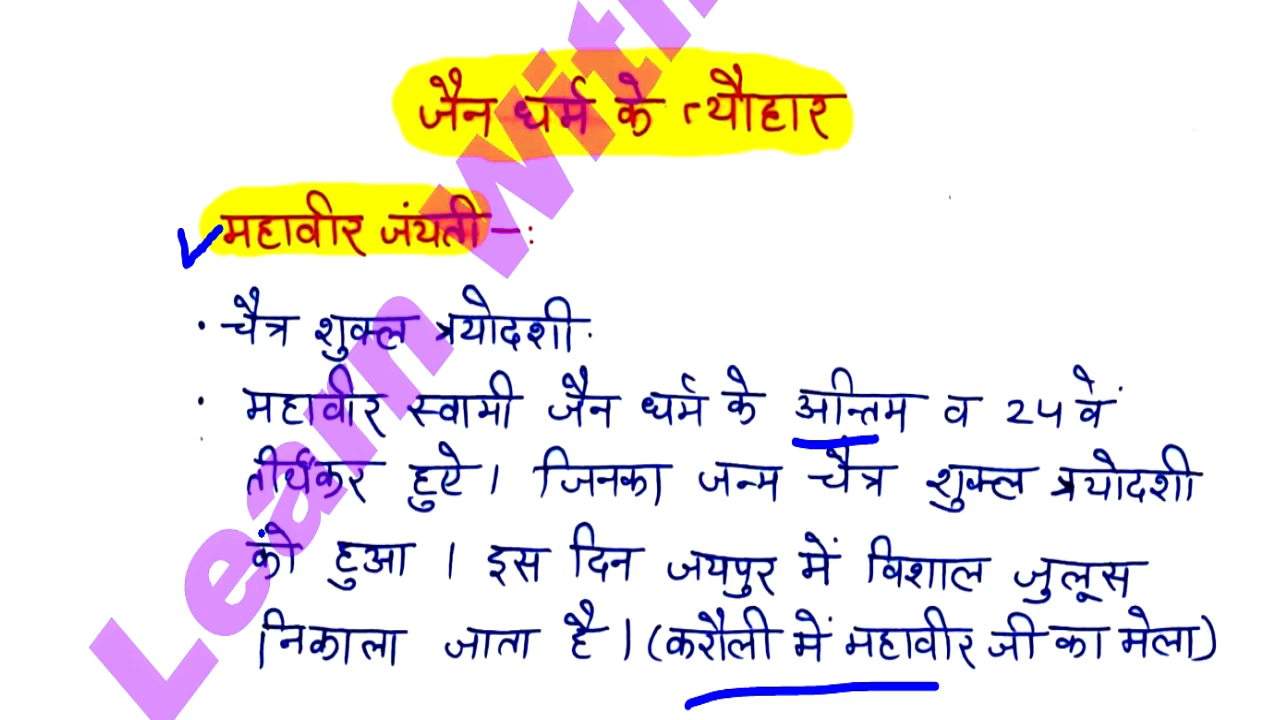 जैन धर्म के त्यौहार
महावीर जंयती -:
• चैत्र शुक्ल त्रयोदशी.
• महावीर स्वामी जैन धर्म के अन्तिम व 24 वें
तीर्थंकर हुऐ। जिनका जन्म चैत्र शुक्ल त्रयोदशी
को हुआ । इस दिन जयपुर में विशाल जुलूस
निकाला जाता है। (करौली में महावीर जी का मेला)
Learn with